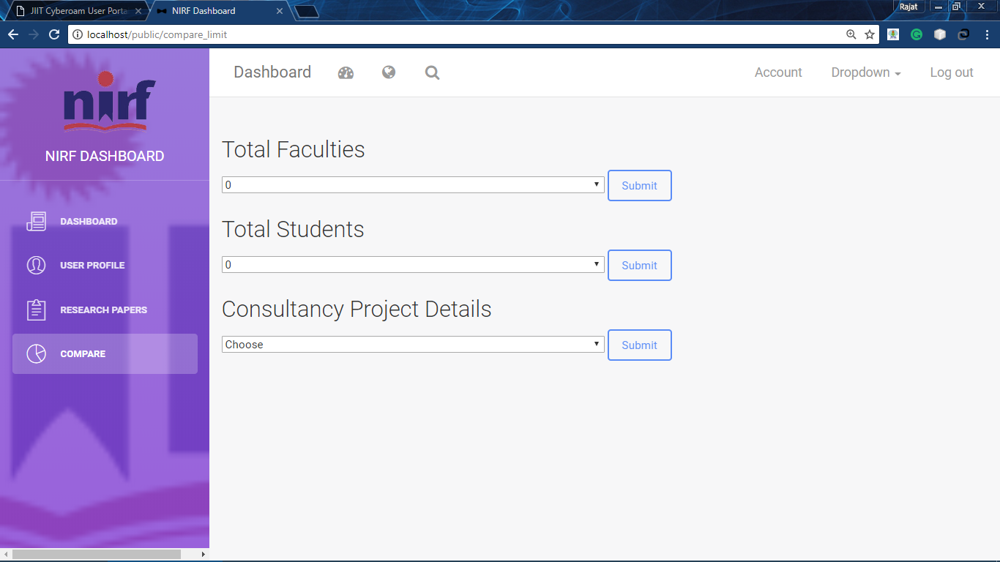 JIIT Cyberoam User Porta
NIRF Dashboard
Rajat
localhost/public/compare_limit
nirf
NIRF DASHBOARD
DASHBOARD
USER PROFILE
RESEARCH PAPERS
COMPARE
Dashboard
Account
Dropdown
Log out
Total Faculties
0
Submit
Total Students
0
Submit
Consultancy Project Details
Choose
Submit